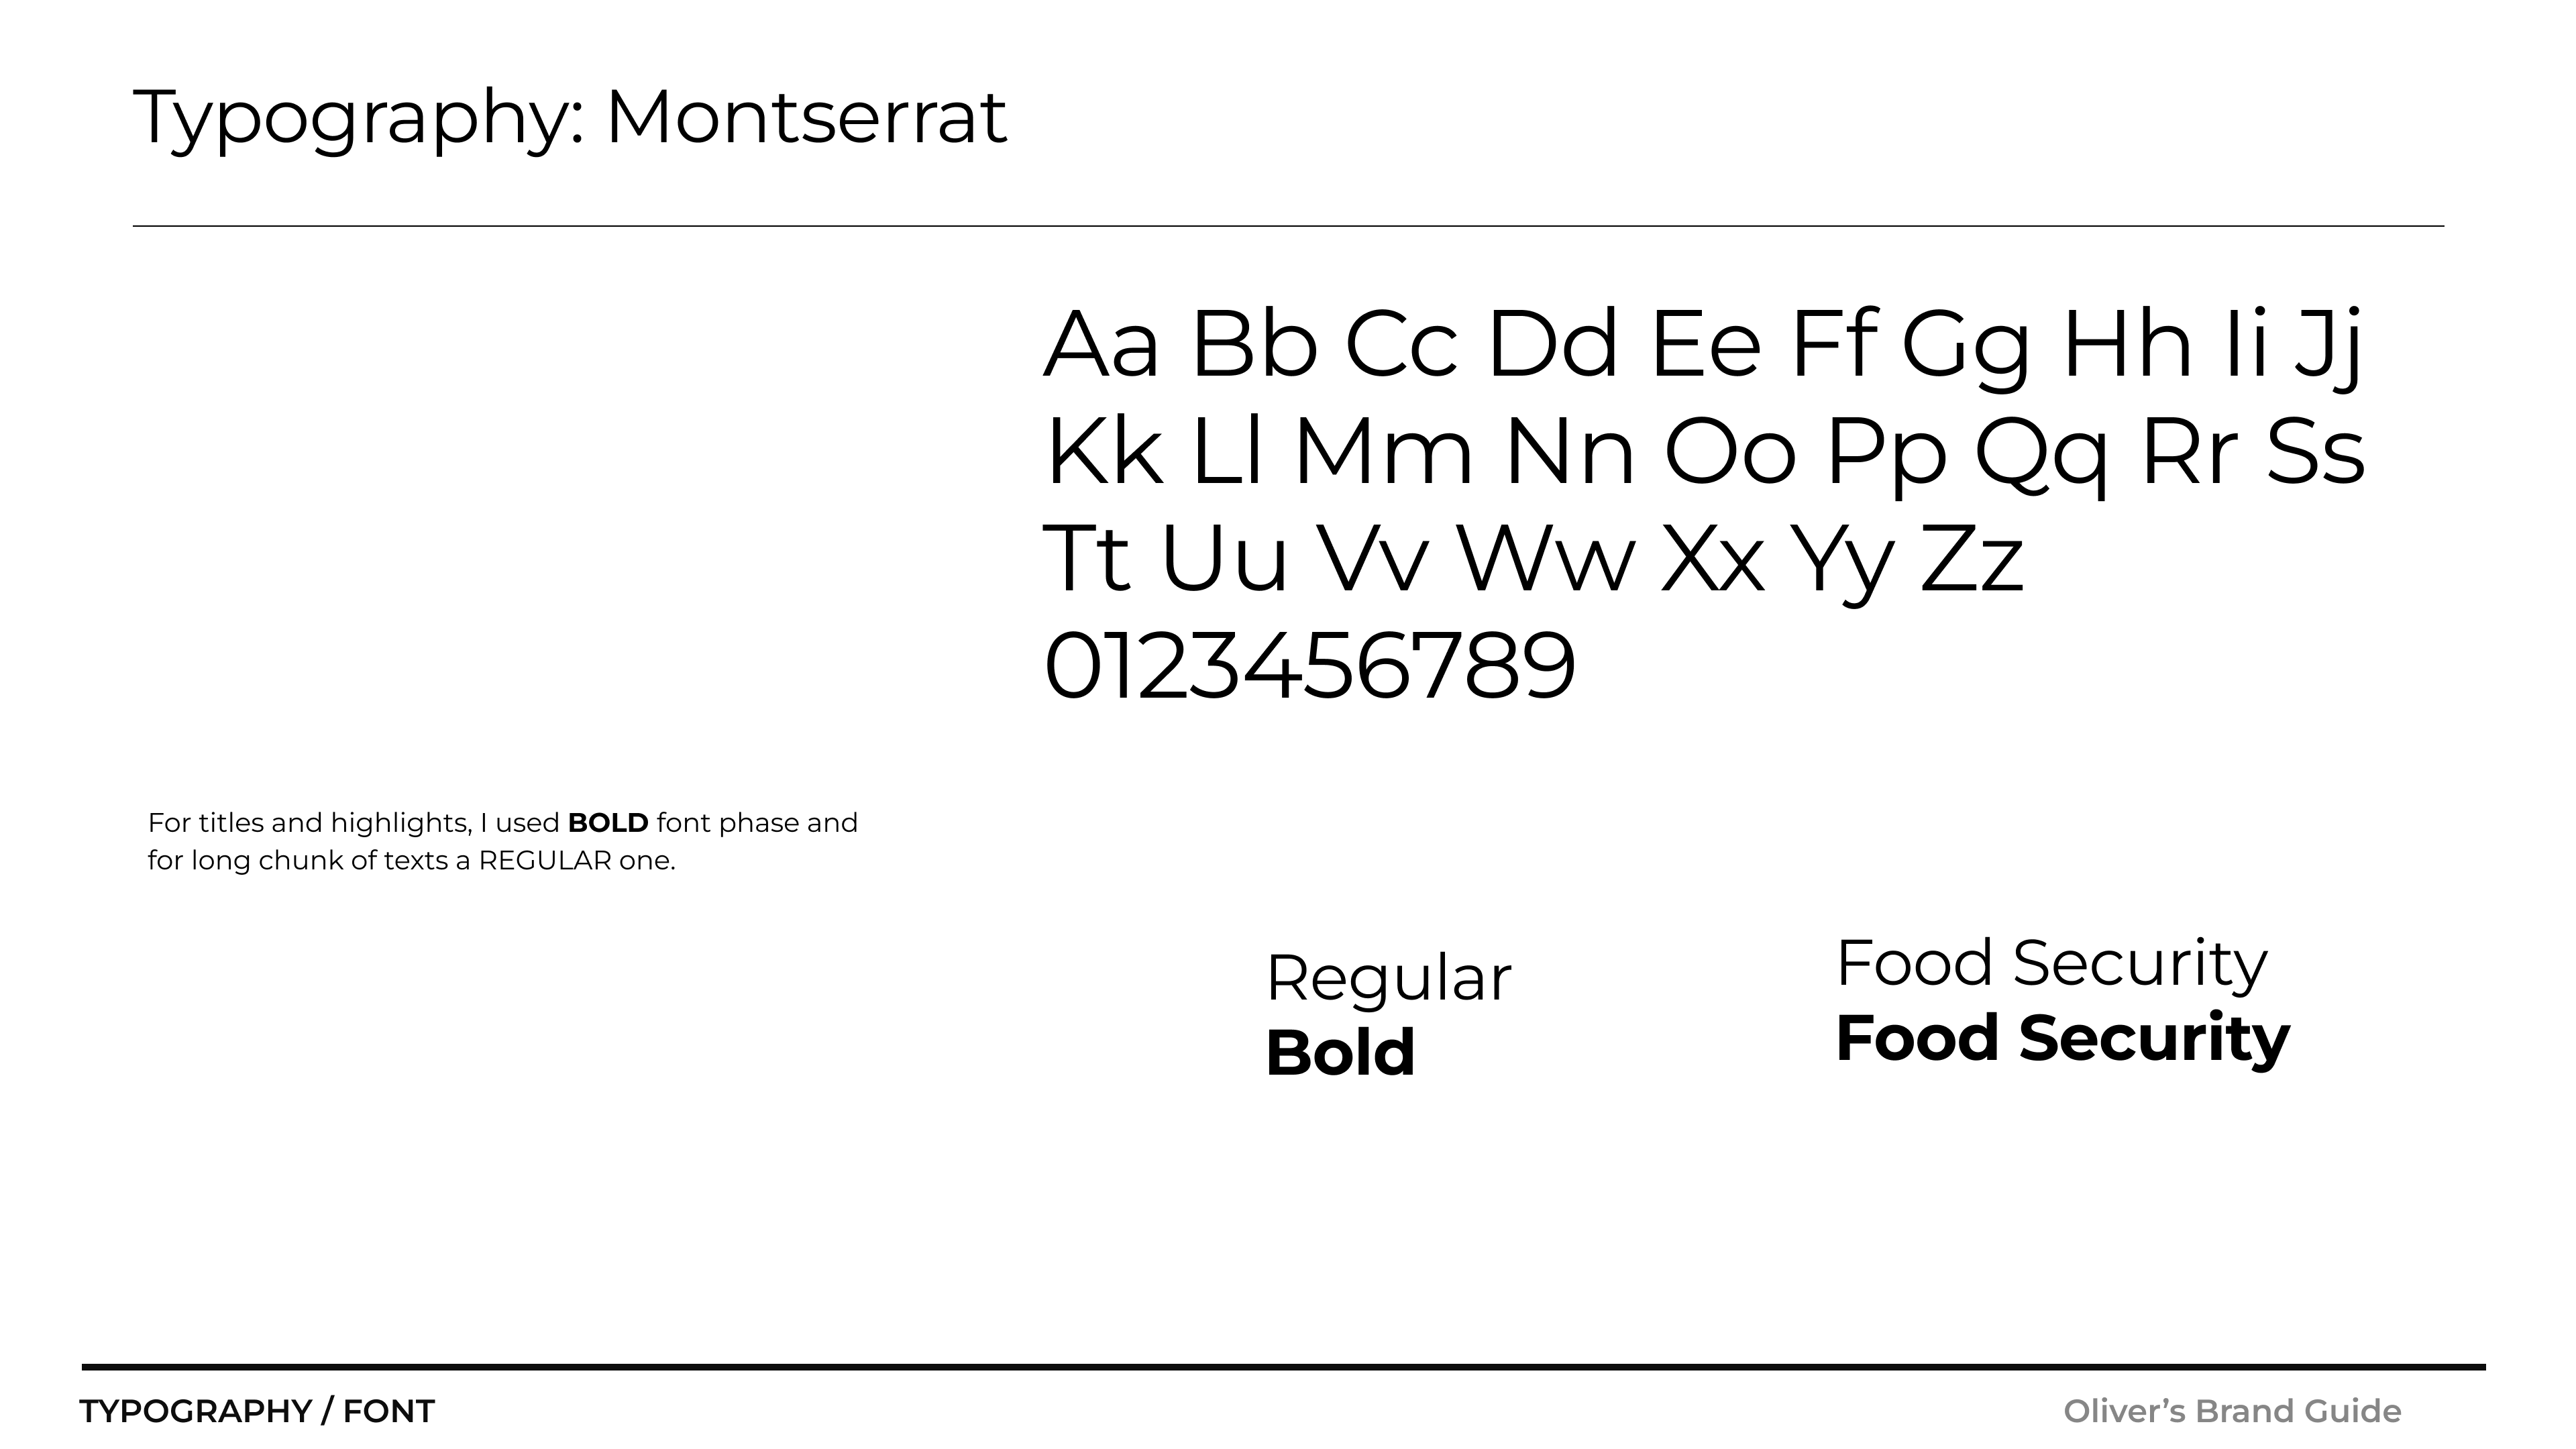 Typography: Montserrat
Aa Bb Cc Dd Ee Ff Gg Hh Ii Jj
Kk Ll Mm Nn Oo Pp Qq Rr Ss
Tt Uu Vv Ww Xx Yy Zz
0123456789
For titles and highlights, I used BOLD font phase and
for long chunk of texts a REGULAR one.
Regular
Bold
Food Security
Food Security
TYPOGRAPHY / FONT
Oliver’s Brand Guide